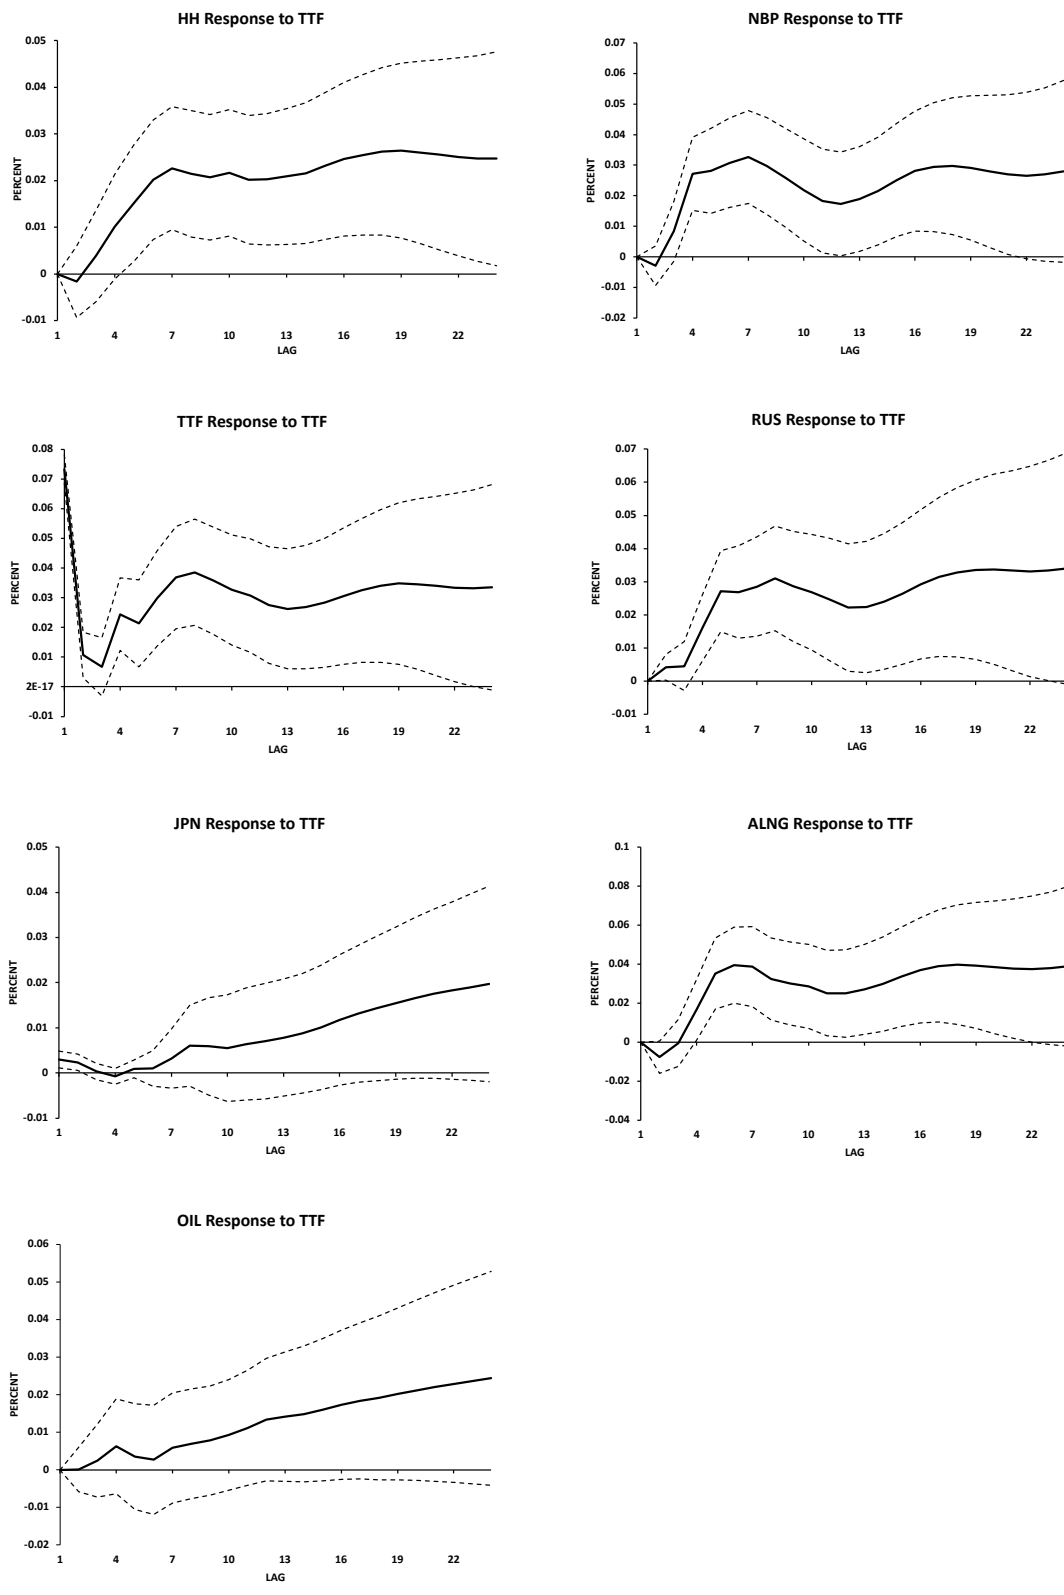 HH Response to TTF
0.05
0.04
0.03
0.02
0.01
0
-0.01
PERCENT
1 4 7 10 13 16 19 22
LAG
NBP Response to TTF
0.07
0.06
0.05
0.04
0.03
0.02
0.01
0
-0.01
-0.02
PERCENT
1 4 7 10 13 16 19 22
LAG
TTF Response to TTF
0.08
0.07
0.06
0.05
0.04
0.03
0.02
0.01
2E-17
-0.01
PERCENT
1 4 7 10 13 16 19 22
LAG
RUS Response to TTF
0.07
0.06
0.05
0.04
0.03
0.02
0.01
0
-0.01
PERCENT
1 4 7 10 13 16 19 22
LAG
JPN Response to TTF
0.05
0.04
0.03
0.02
0.01
0
-0.01
PERCENT
1 4 7 10 13 16 19 22
LAG
ALNG Response to TTF
0.1
0.08
0.06
0.04
0.02
0
-0.02
-0.04
PERCENT
1 4 7 10 13 16 19 22
LAG
OIL Response to TTF
0.06
0.05
0.04
0.03
0.02
0.01
0
-0.01
-0.02
PERCENT
1 4 7 10 13 16 19 22
LAG